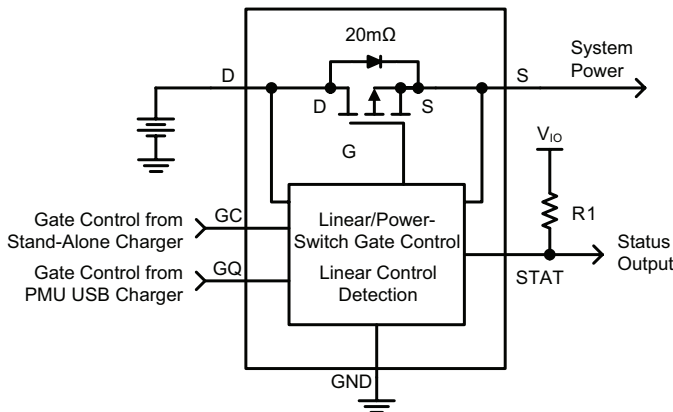 20mΩ
System
Power
D
S
D
S
G
V_IO
R1
Gate Control from
Stand-Alone Charger
GC
Linear/Power-
Switch Gate Control
Linear Control
Detection
Gate Control from
PMU USB Charger
GQ
STAT
Status
Output
GND